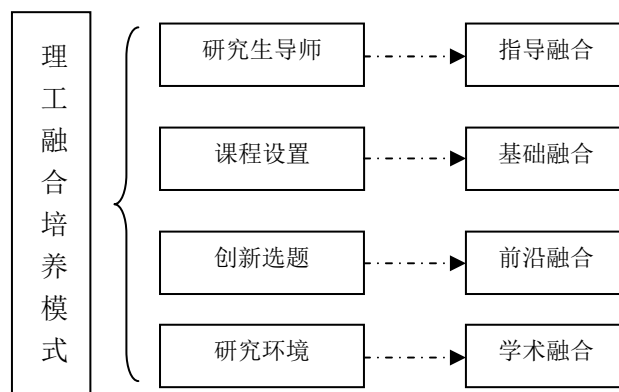 理工融合培养模式
研究生导师
指导融合
课程设置
基础融合
创新选题
前沿融合
研究环境
学术融合